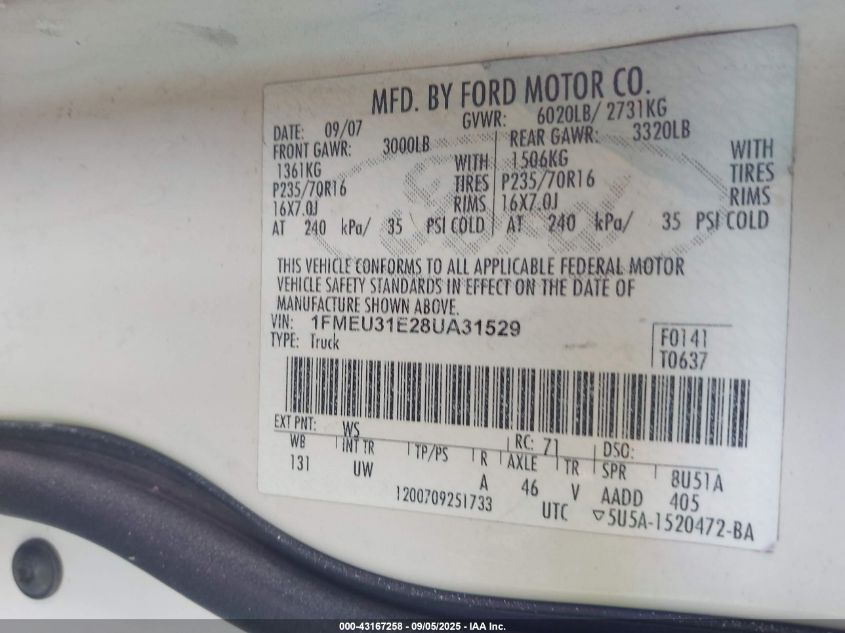 MFD. BY FORD MOTOR CO.
DATE: 09/07 GVWR: 6020LB/ 2731KG
FRONT GAWR: 3000LB REAR GAWR: 3320LB
1361KG WITH 1506KG WITH
P235/70R16 TIRES P235/70R16 TIRES
16X7.0J RIMS 16X7.0J RIMS
AT 240 kPa/ 35 PSI COLD AT 240 kPa/ 35 PSI COLD
THIS VEHICLE CONFORMS TO ALL APPLICABLE FEDERAL MOTOR
VEHICLE SAFETY STANDARDS IN EFFECT ON THE DATE OF
MANUFACTURE SHOWN ABOVE.
VIN: 1FMEU31E28UA31529 F0141
TYPE: Truck T0637
EXT PNT: WS RC: 71 DSO:
WB INT TR TP/PS R AXLE TR SPR 8U51A
131 UW A 46 V AADD 405
1200709251733 UTC ▽5U5A-1520472-BA
000-43167258 - 09/05/2025 - IAA Inc.